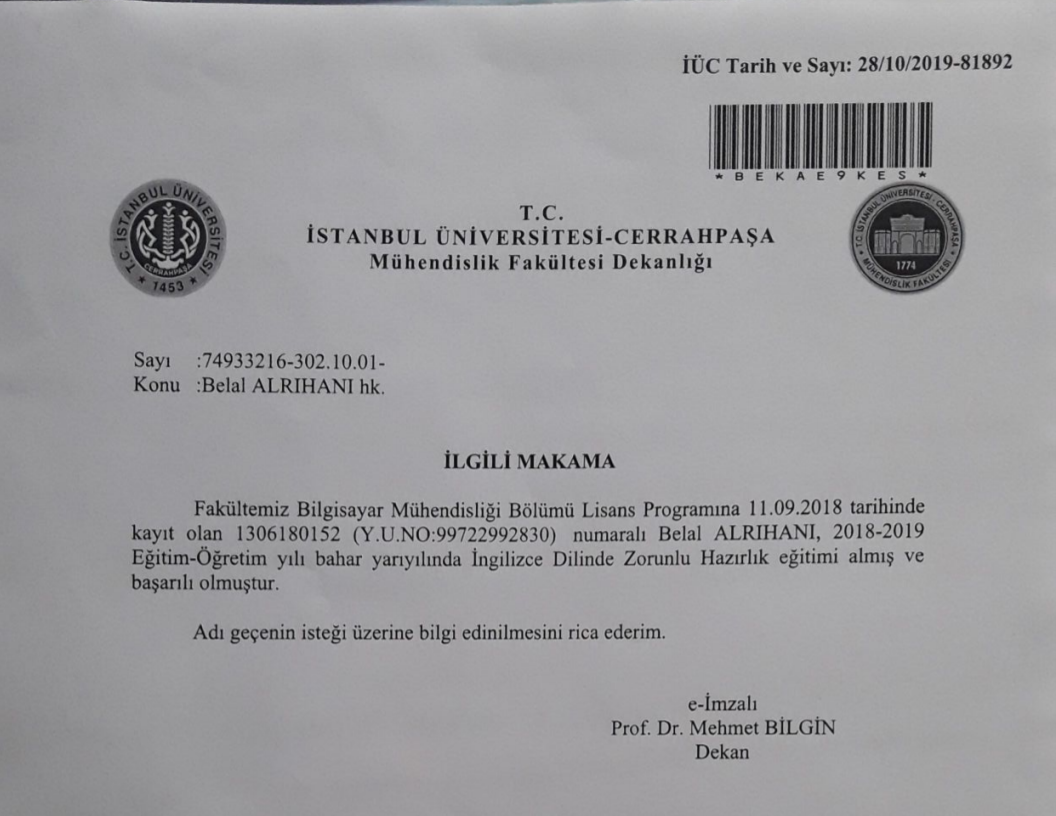 İÜC Tarih ve Sayı: 28/10/2019-81892
* B E K A E 9 K E S *
T.C. İSTANBUL ÜNİVERSİTESİ
CERRAHPAŞA
* 1453 *
T.C.
İSTANBUL ÜNİVERSİTESİ-CERRAHPAŞA
Mühendislik Fakültesi Dekanlığı
T.C. İSTANBUL ÜNİVERSİTESİ - CERRAHPAŞA
1774
MÜHENDİSLİK FAKÜLTESİ
Sayı :74933216-302.10.01-
Konu :Belal ALRIHANI hk.
İLGİLİ MAKAMA
Fakültemiz Bilgisayar Mühendisliği Bölümü Lisans Programına 11.09.2018 tarihinde
kayıt olan 1306180152 (Y.U.NO:99722992830) numaralı Belal ALRIHANI, 2018-2019
Eğitim-Öğretim yılı bahar yarıyılında İngilizce Dilinde Zorunlu Hazırlık eğitimi almış ve
başarılı olmuştur.
Adı geçenin isteği üzerine bilgi edinilmesini rica ederim.
e-İmzalı
Prof. Dr. Mehmet BİLGİN
Dekan